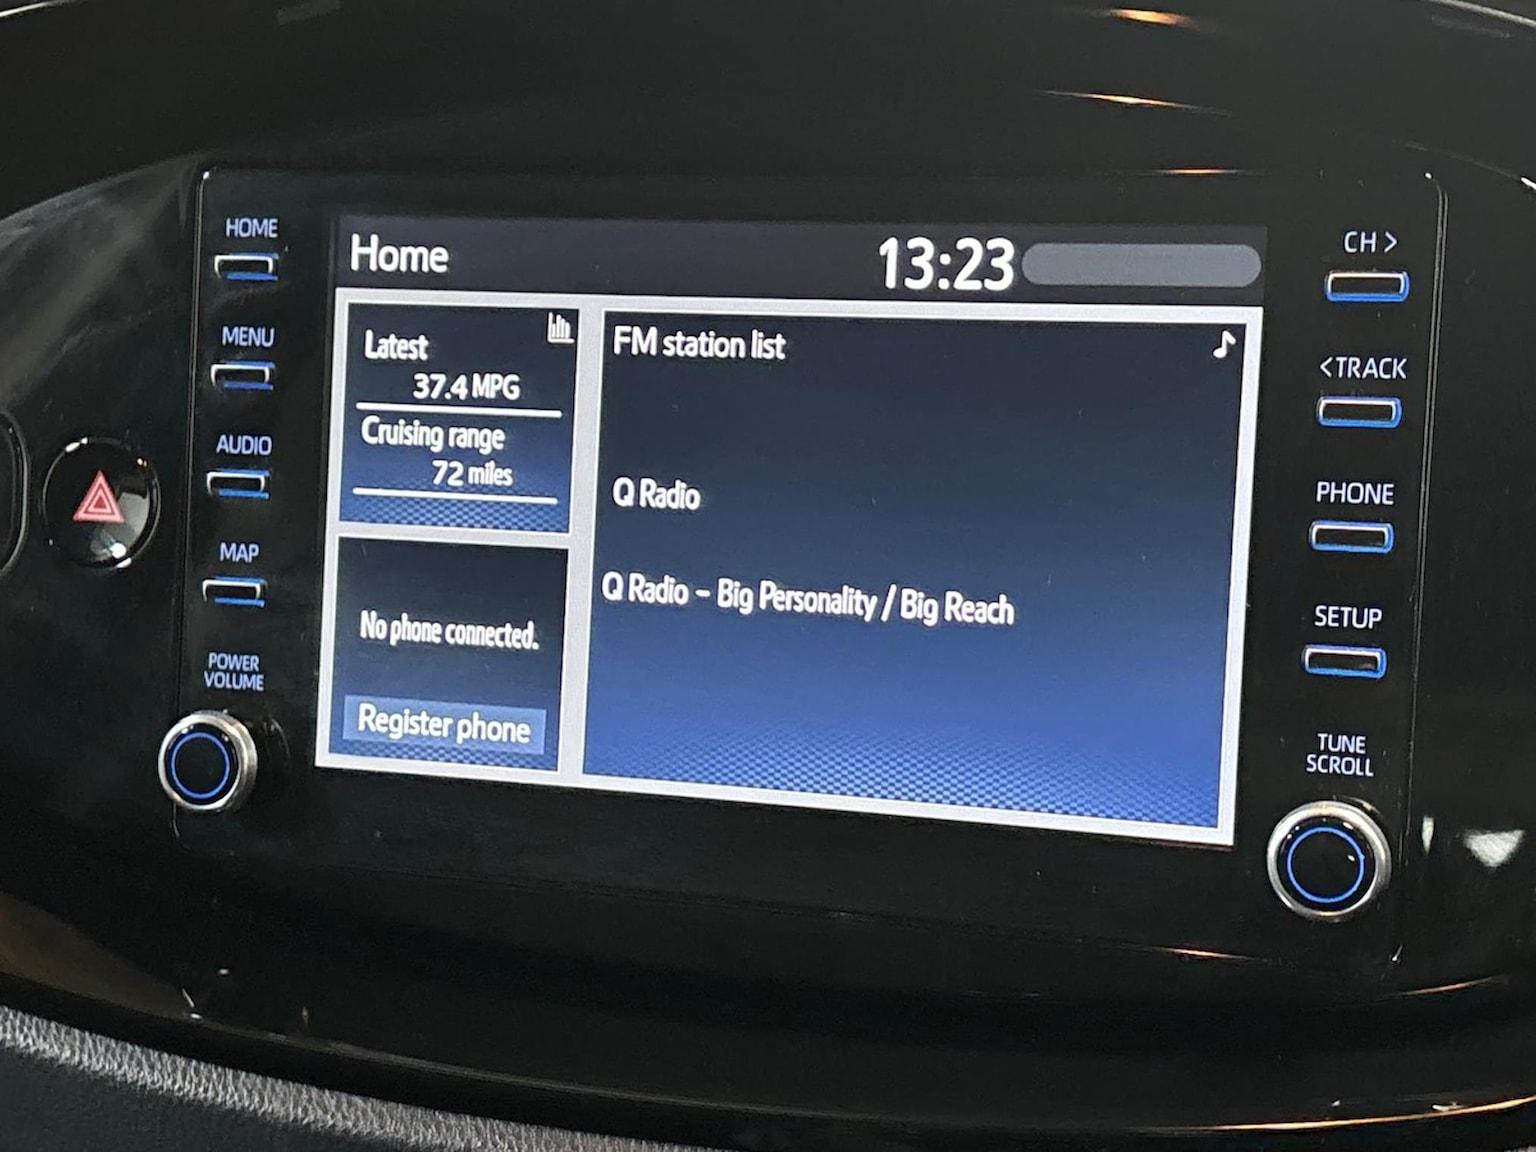 HOME
MENU
AUDIO
MAP
POWER
VOLUME
Home
13:23
Latest
37.4 MPG
Cruising range
72 miles
No phone connected.
Register phone
FM station list
Q Radio
Q Radio – Big Personality / Big Reach
CH >
<TRACK
PHONE
SETUP
TUNE
SCROLL